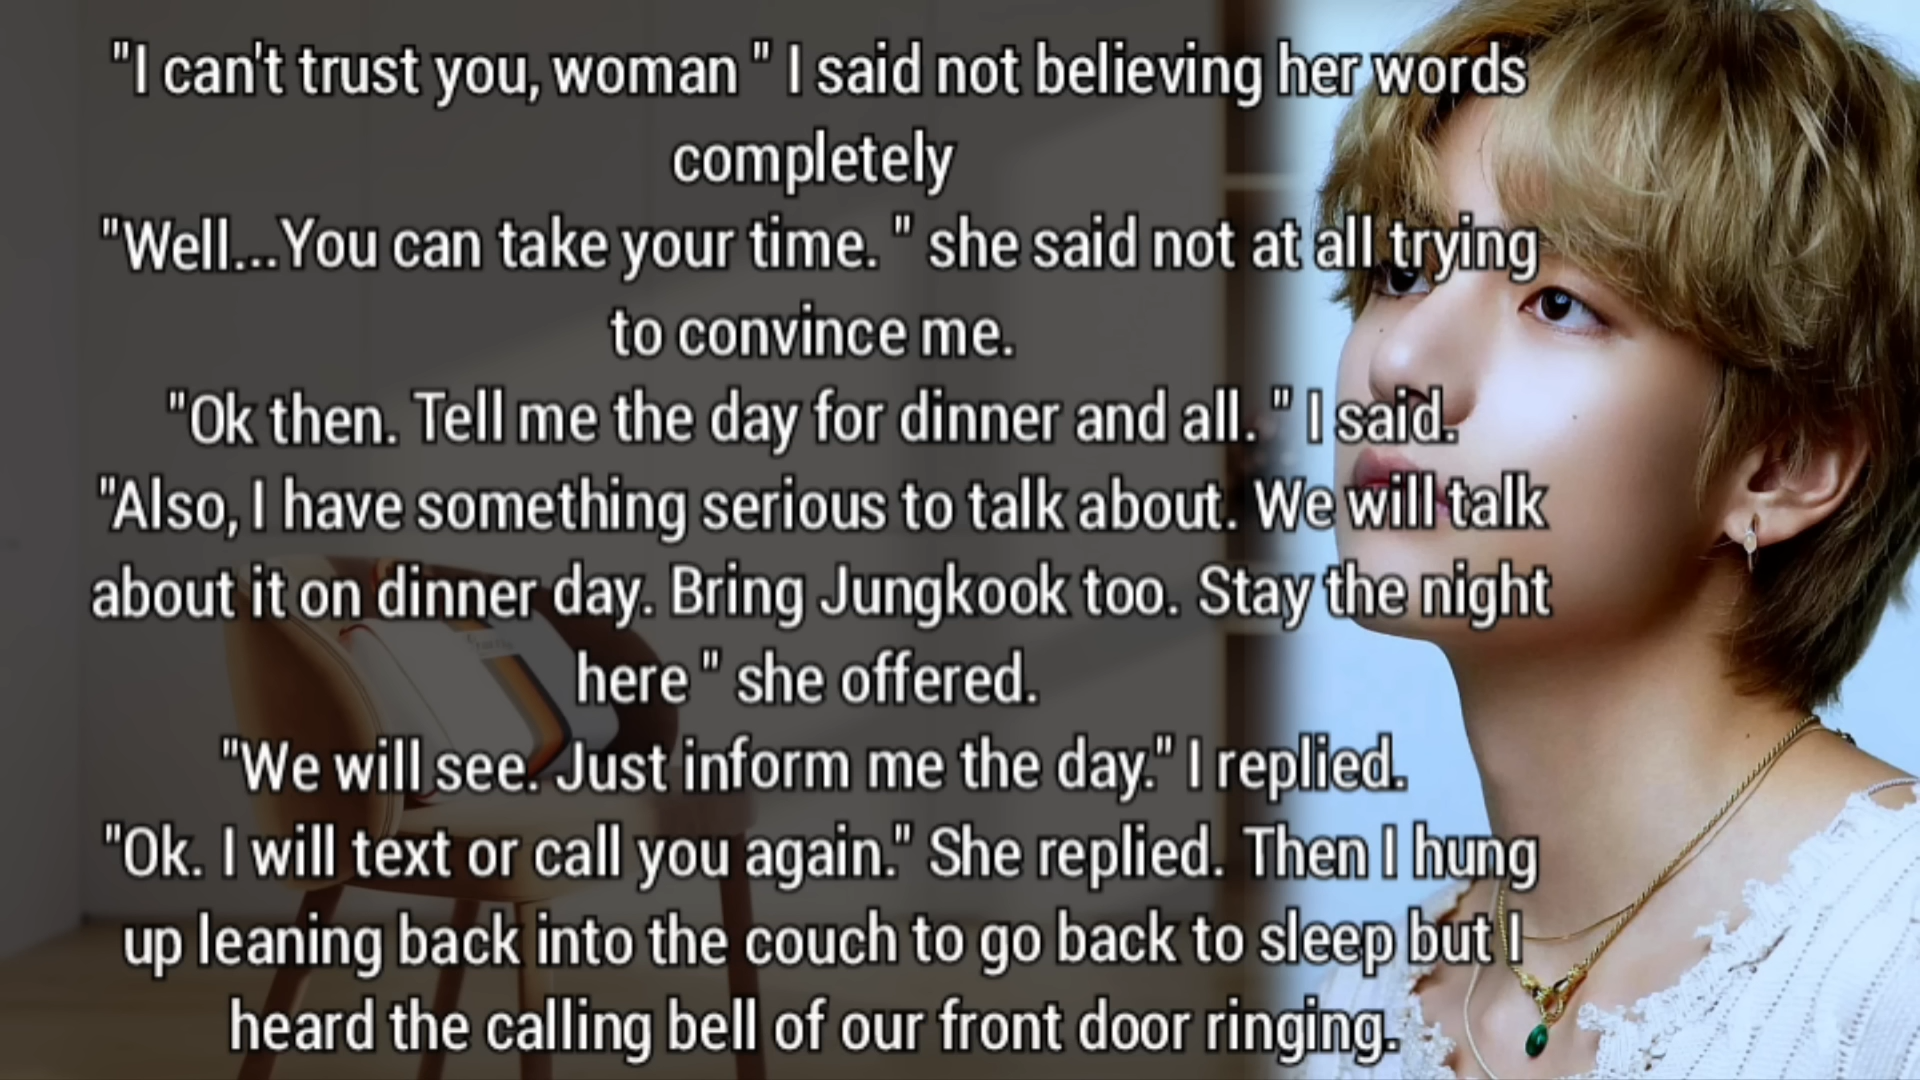 "I can't trust you, woman " I said not believing her words
completely
"Well...You can take your time. " she said not at all trying
to convince me.
"Ok then. Tell me the day for dinner and all. " I said.
"Also, I have something serious to talk about. We will talk
about it on dinner day. Bring Jungkook too. Stay the night
here " she offered.
"We will see. Just inform me the day." I replied.
"Ok. I will text or call you again." She replied. Then I hung
up leaning back into the couch to go back to sleep but I
heard the calling bell of our front door ringing.